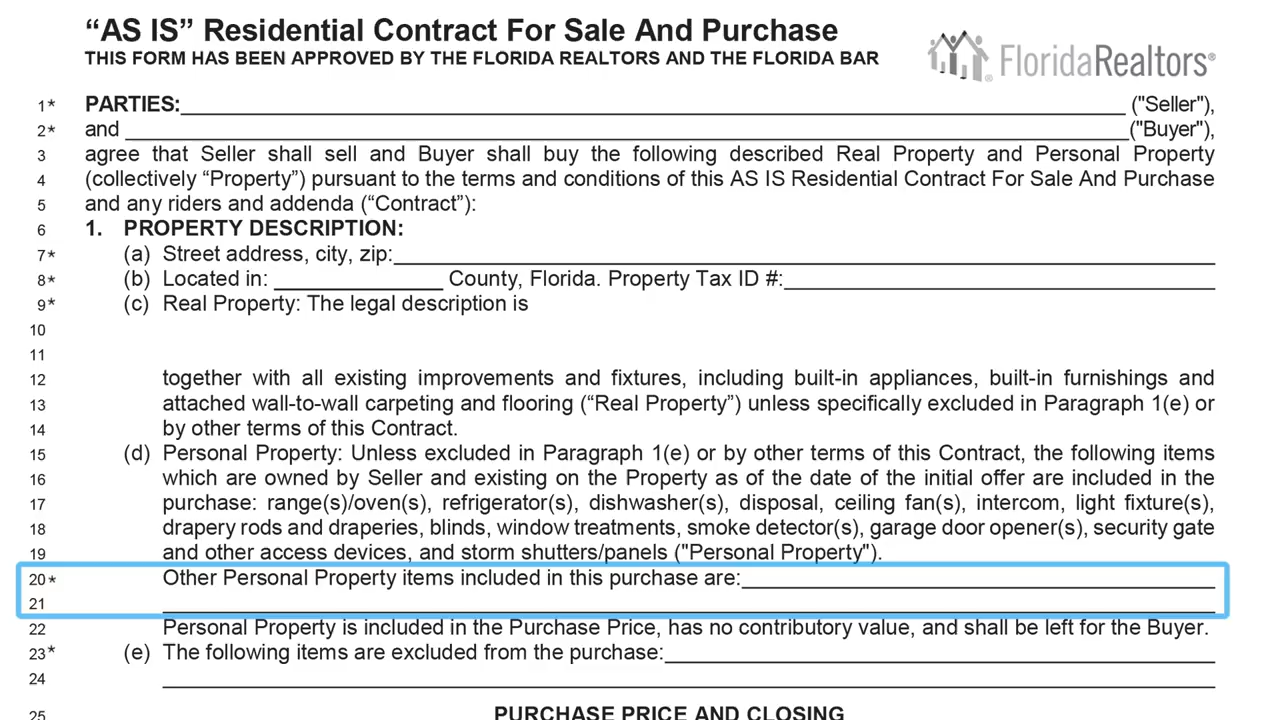 “AS IS” Residential Contract For Sale And Purchase
THIS FORM HAS BEEN APPROVED BY THE FLORIDA REALTORS AND THE FLORIDA BAR
FloridaRealtors®
1* PARTIES: ("Seller"),
2* and ("Buyer"),
3 agree that Seller shall sell and Buyer shall buy the following described Real Property and Personal Property
4 (collectively “Property”) pursuant to the terms and conditions of this AS IS Residential Contract For Sale And Purchase
5 and any riders and addenda (“Contract”):
6 1. PROPERTY DESCRIPTION:
7* (a) Street address, city, zip:
8* (b) Located in: County, Florida. Property Tax ID #:
9* (c) Real Property: The legal description is
10
11
12 together with all existing improvements and fixtures, including built-in appliances, built-in furnishings and
13 attached wall-to-wall carpeting and flooring (“Real Property”) unless specifically excluded in Paragraph 1(e) or
14 by other terms of this Contract.
15 (d) Personal Property: Unless excluded in Paragraph 1(e) or by other terms of this Contract, the following items
16 which are owned by Seller and existing on the Property as of the date of the initial offer are included in the
17 purchase: range(s)/oven(s), refrigerator(s), dishwasher(s), disposal, ceiling fan(s), intercom, light fixture(s),
18 drapery rods and draperies, blinds, window treatments, smoke detector(s), garage door opener(s), security gate
19 and other access devices, and storm shutters/panels ("Personal Property").
20* Other Personal Property items included in this purchase are:
21
22 Personal Property is included in the Purchase Price, has no contributory value, and shall be left for the Buyer.
23* (e) The following items are excluded from the purchase:
24
25 PURCHASE PRICE AND CLOSING